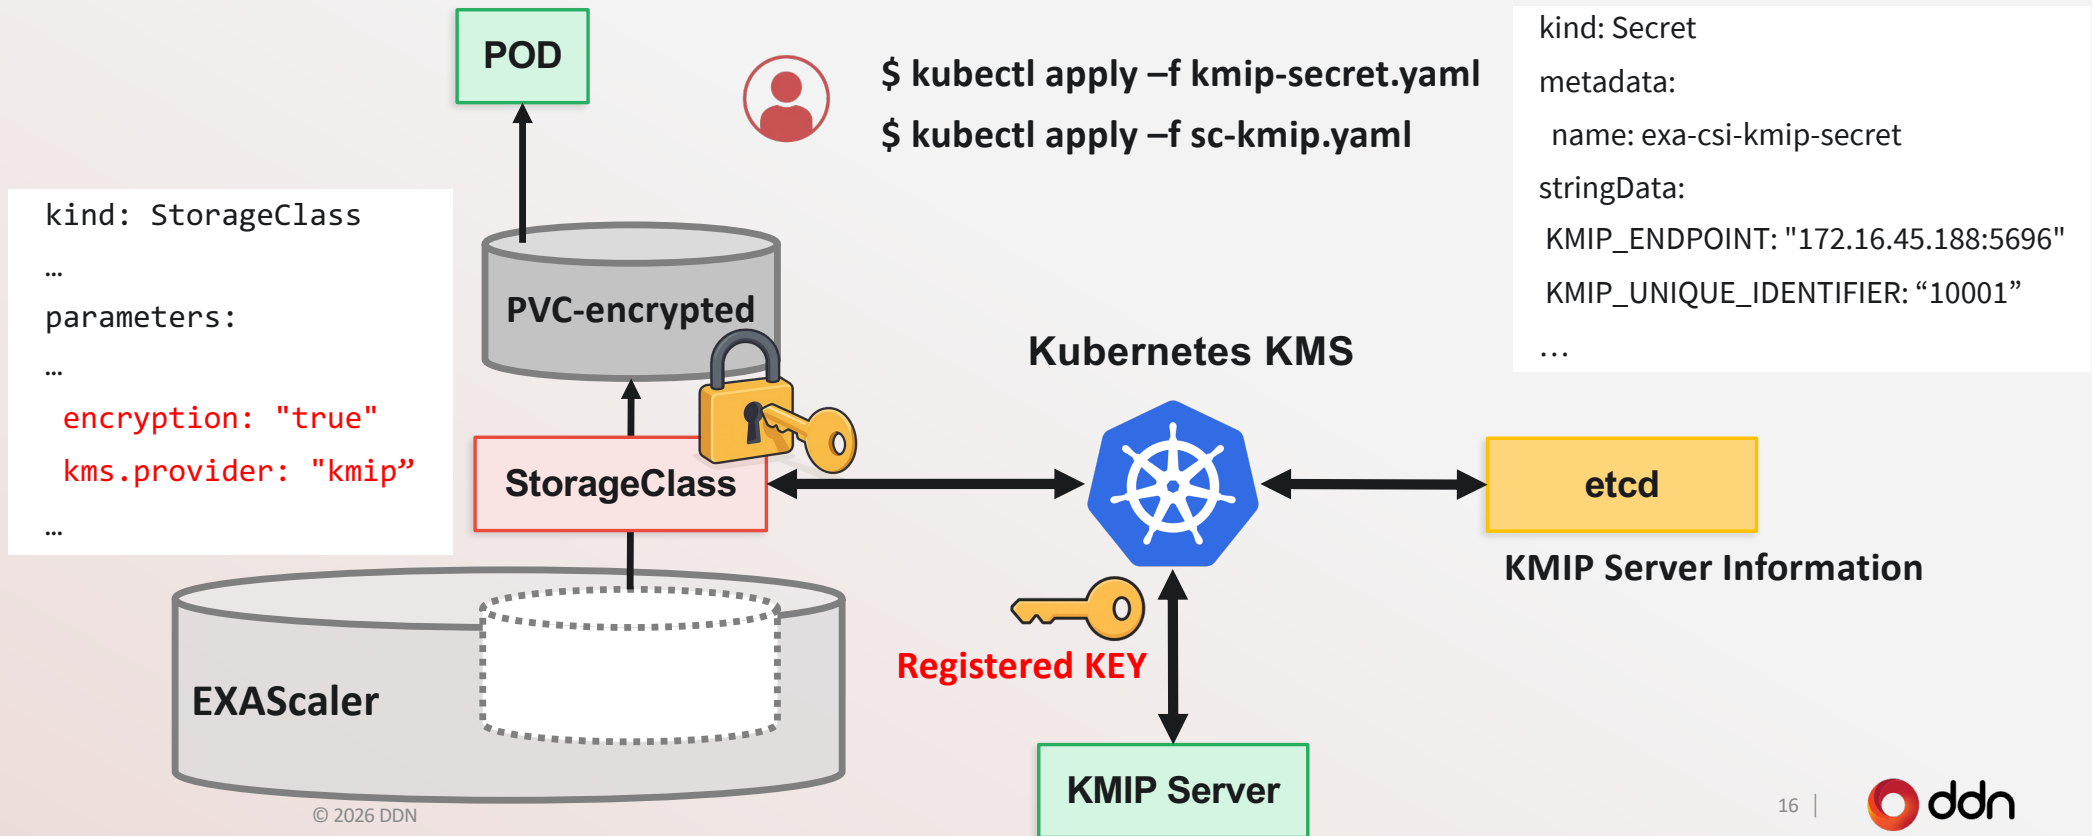 POD
$ kubectl apply –f kmip-secret.yaml
$ kubectl apply –f sc-kmip.yaml
kind: Secret
metadata:
name: exa-csi-kmip-secret
stringData:
KMIP_ENDPOINT: "172.16.45.188:5696"
KMIP_UNIQUE_IDENTIFIER: “10001”
…
kind: StorageClass
…
parameters:
…
encryption: "true"
kms.provider: "kmip”
…
PVC-encrypted
Kubernetes KMS
StorageClass
etcd
KMIP Server Information
Registered KEY
EXAScaler
KMIP Server
© 2026 DDN
16 |
ddn